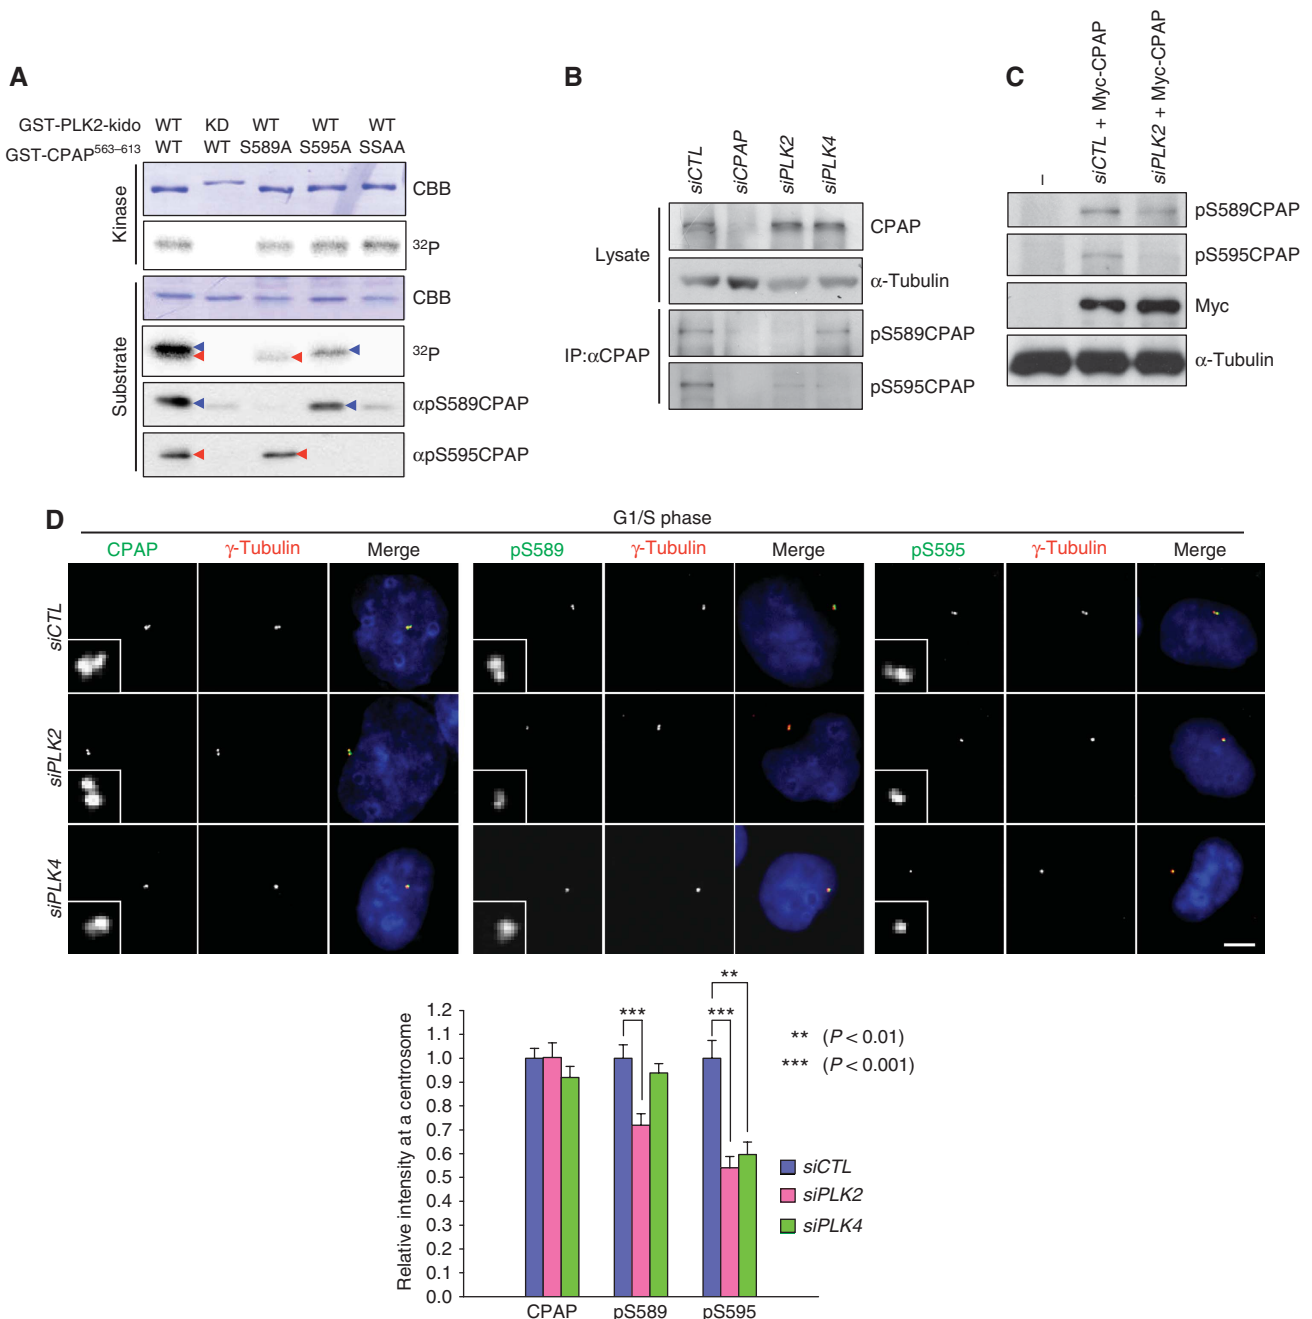 A
GST-PLK2-kido WT KD WT WT WT
GST-CPAP563–613 WT WT S589A S595A SSAA
Kinase
CBB
32P
Substrate
CBB
32P
αpS589CPAP
αpS595CPAP
B
siCTL siCPAP siPLK2 siPLK4
Lysate
CPAP
α-Tubulin
IP:αCPAP
pS589CPAP
pS595CPAP
C
– siCTL + Myc-CPAP siPLK2 + Myc-CPAP
pS589CPAP
pS595CPAP
Myc
α-Tubulin
D
G1/S phase
CPAP γ-Tubulin Merge pS589 γ-Tubulin Merge pS595 γ-Tubulin Merge
siCTL
siPLK2
siPLK4
Relative intensity at a centrosome
1.2
1.1
1.0
0.9
0.8
0.7
0.6
0.5
0.4
0.3
0.2
0.1
0.0
CPAP pS589 pS595
***
***
**
** (P < 0.01)
*** (P < 0.001)
siCTL
siPLK2
siPLK4